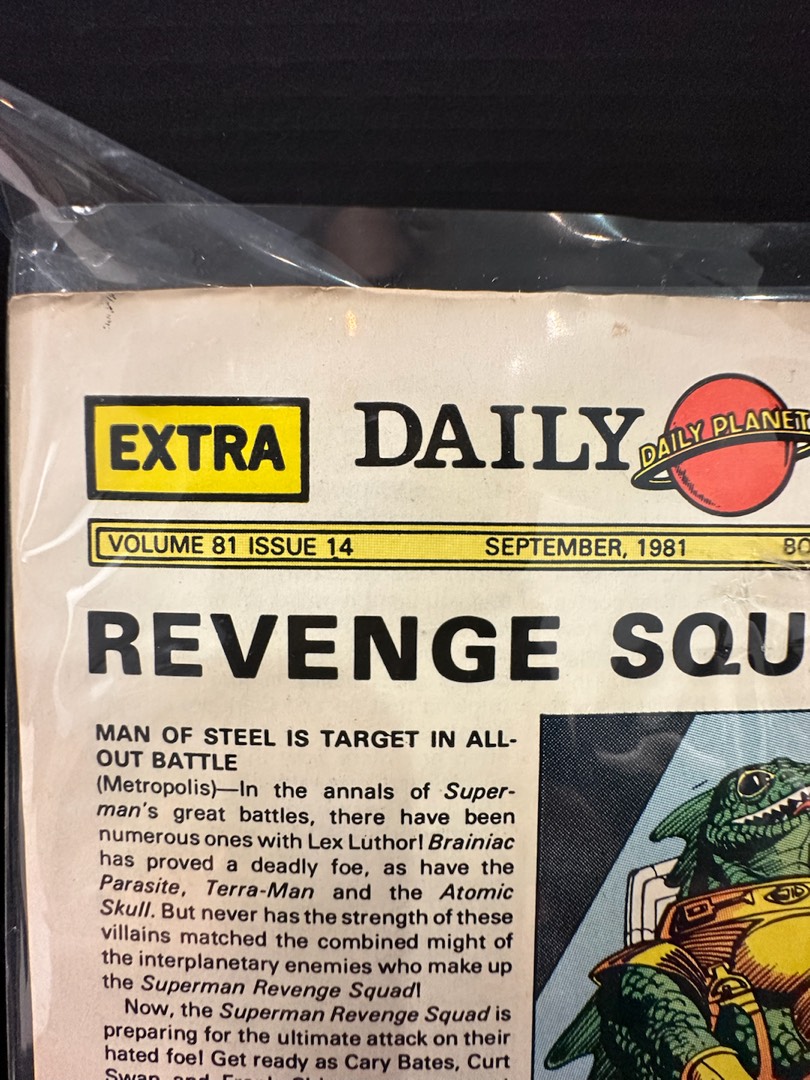 EXTRA DAILY DAILY PLANET
VOLUME 81 ISSUE 14 SEPTEMBER, 1981
REVENGE
MAN OF STEEL IS TARGET IN ALL-
OUT BATTLE
(Metropolis)—In the annals of Super-
man's great battles, there have been
numerous ones with Lex Luthor! Brainiac
has proved a deadly foe, as have the
Parasite, Terra-Man and the Atomic
Skull. But never has the strength of these
villains matched the combined might of
the interplanetary enemies who make up
the Superman Revenge Squad!
Now, the Superman Revenge Squad is
preparing for the ultimate attack on their
hated foe! Get ready as Cary Bates, Curt
Swan and